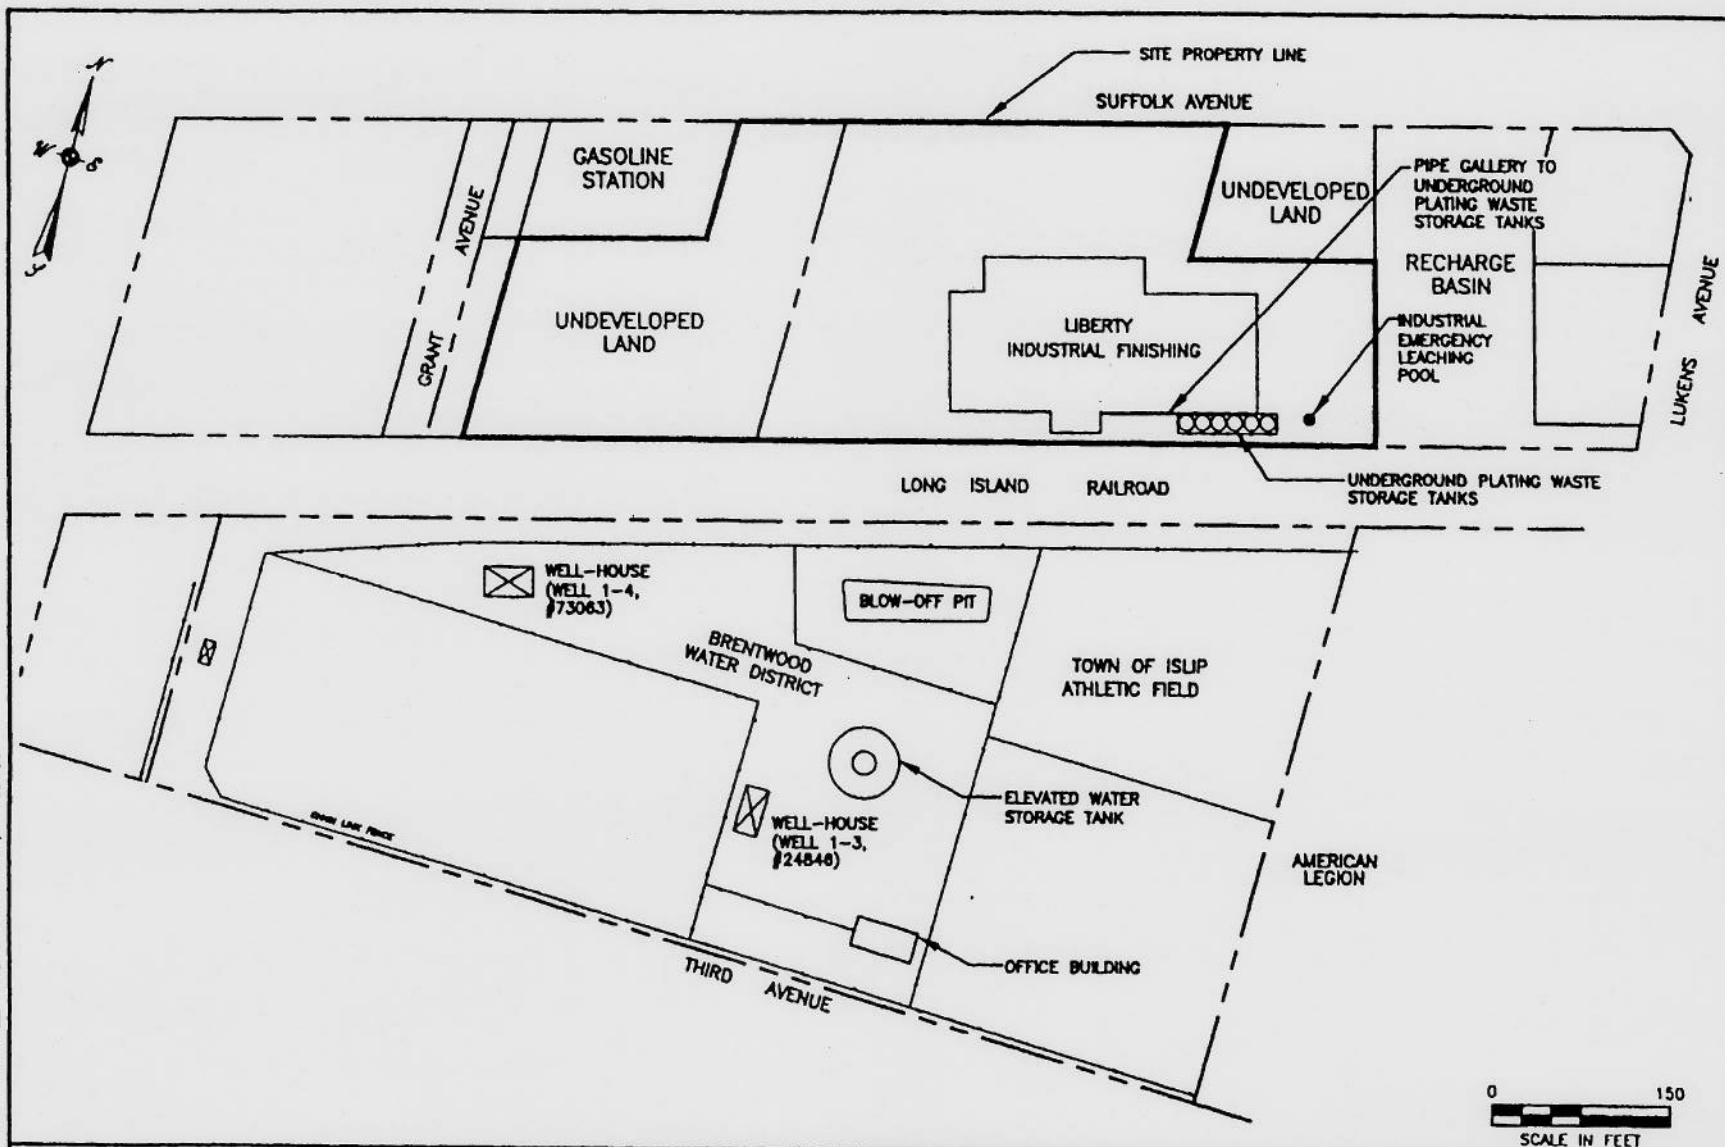 SITE PROPERTY LINE
SUFFOLK AVENUE
N
W
S
S
GASOLINE
STATION
GRANT AVENUE
UNDEVELOPED
LAND
UNDEVELOPED
LAND
PIPE GALLERY TO
UNDERGROUND
PLATING WASTE
STORAGE TANKS
RECHARGE
BASIN
LUKENS AVENUE
LIBERTY
INDUSTRIAL FINISHING
INDUSTRIAL
EMERGENCY
LEACHING
POOL
LONG ISLAND RAILROAD
UNDERGROUND PLATING WASTE
STORAGE TANKS
WELL-HOUSE
(WELL 1-4,
#73063)
BLOW-OFF PIT
BRENTWOOD
WATER DISTRICT
TOWN OF ISLIP
ATHLETIC FIELD
ELEVATED WATER
STORAGE TANK
WELL-HOUSE
(WELL 1-3,
#24646)
CHAIN LINK FENCE
AMERICAN
LEGION
OFFICE BUILDING
THIRD AVENUE
0 150
SCALE IN FEET